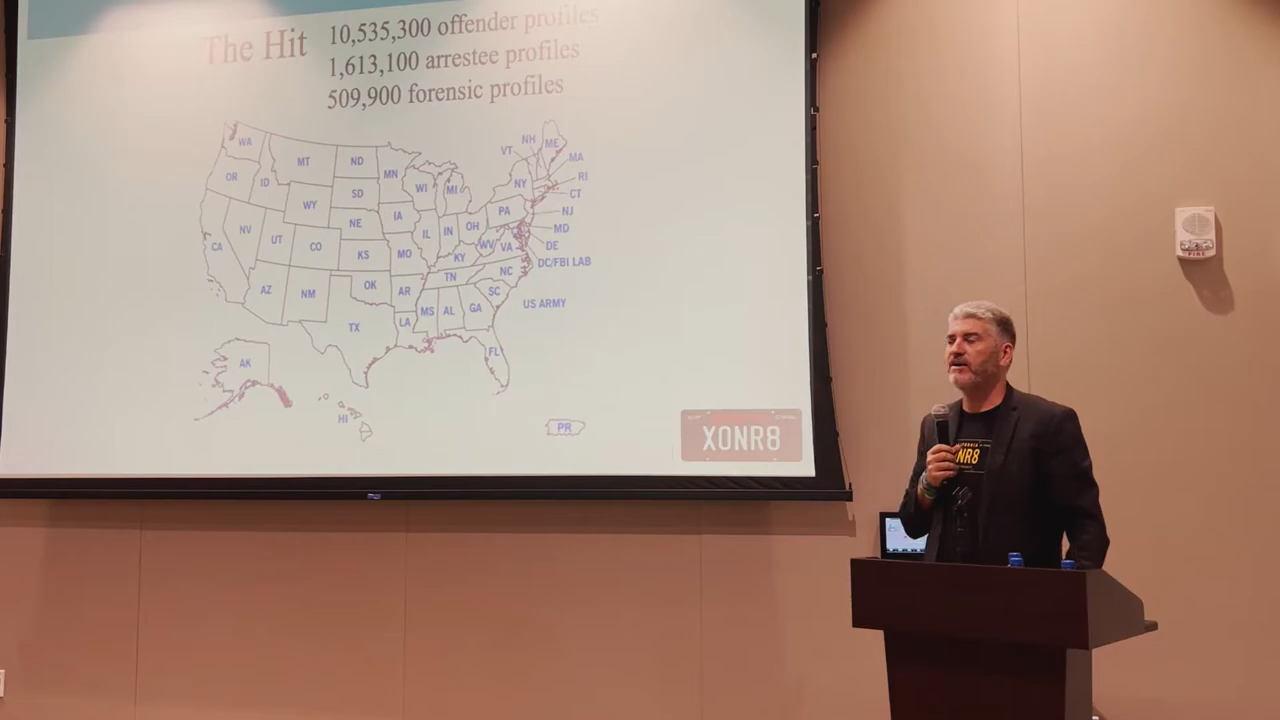 The Hit
10,535,300 offender profiles
1,613,100 arrestee profiles
509,900 forensic profiles
WA
OR
CA
ID
NV
MT
WY
UT
AZ
CO
NM
ND
SD
NE
KS
OK
TX
MN
IA
MO
AR
LA
WI
IL
MI
IN
OH
KY
TN
MS
AL
GA
FL
SC
NC
VA
WV
PA
NY
VT
NH
ME
MA
RI
CT
NJ
MD
DE
DC/FBI LAB
US ARMY
AK
HI
PR
X0NR8
NR8
FIRE